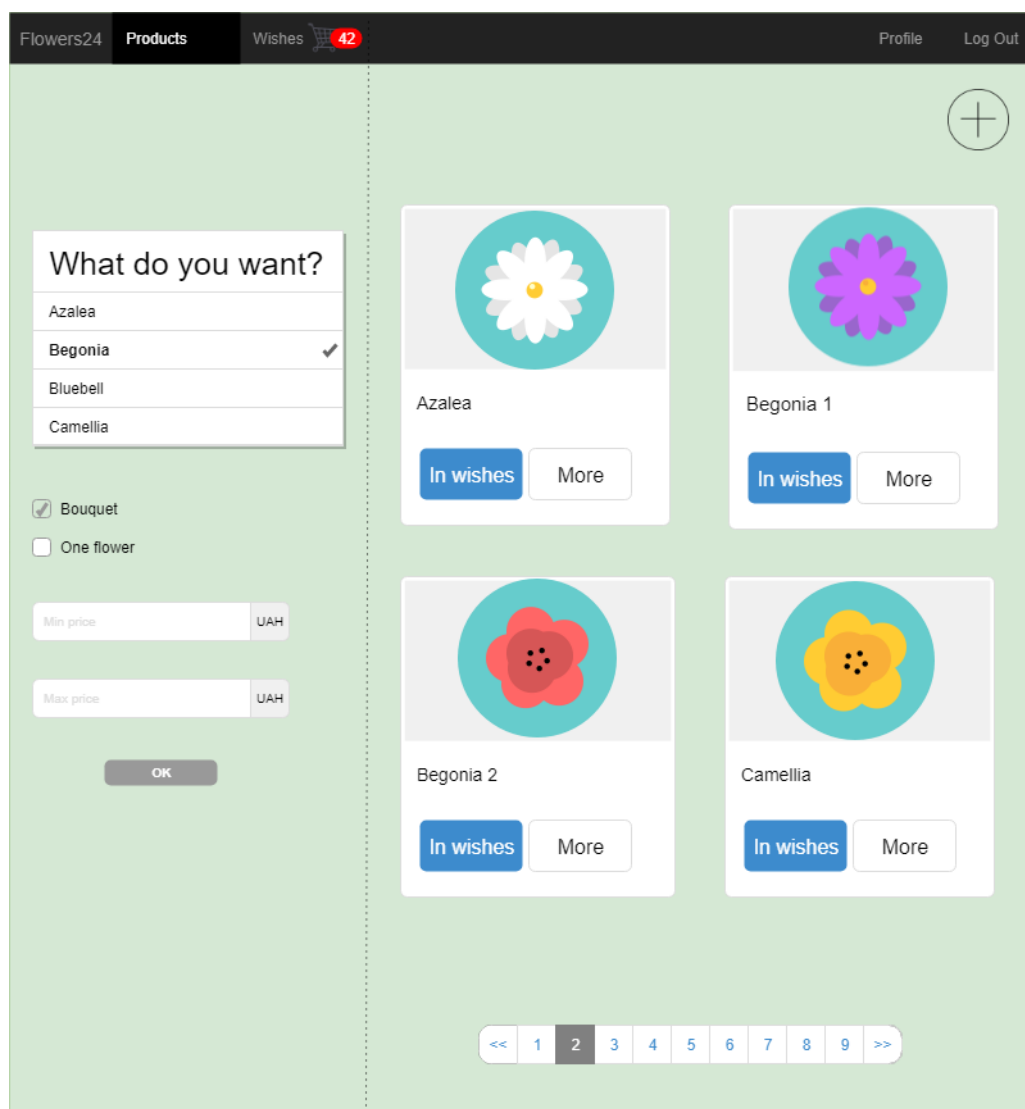 Flowers24 Products Wishes 42 Profile Log Out
What do you want?
Azalea
Begonia
Bluebell
Camellia
Bouquet
One flower
Min price UAH
Max price UAH
OK
Azalea
In wishes More
Begonia 1
In wishes More
Begonia 2
In wishes More
Camellia
In wishes More
<< 1 2 3 4 5 6 7 8 9 >>